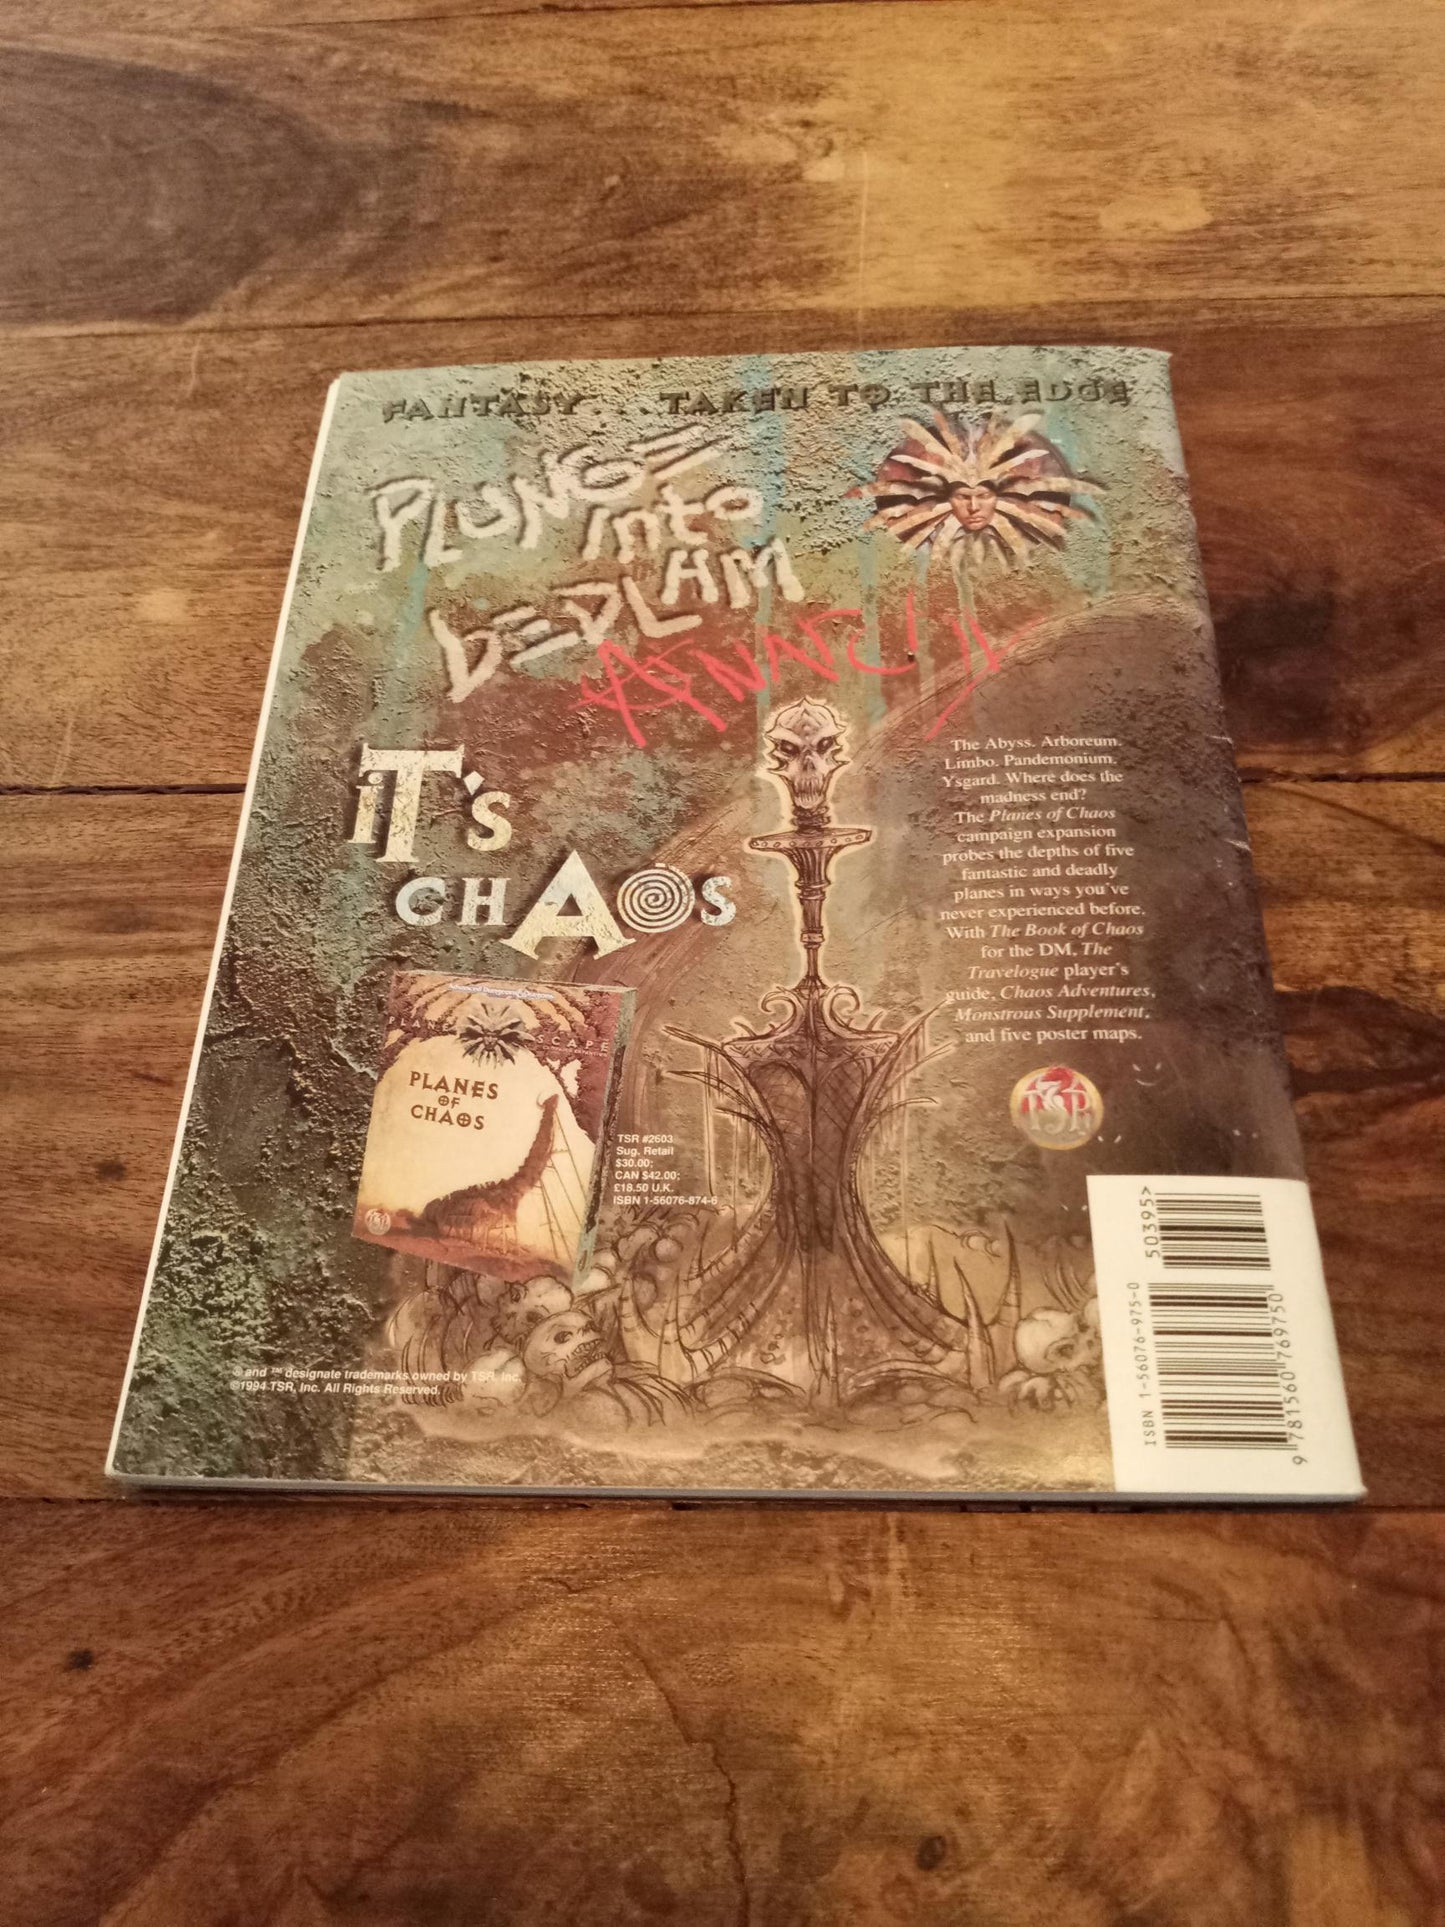 FANTASY...TAKEN TO THE EDGE
PLUNGE
into
bEDLAM
iT'S
CHAOS
The Abyss. Arboreum.
Limbo. Pandemonium.
Ysgard. Where does the
madness end?
The Planes of Chaos
campaign expansion
probes the depths of five
fantastic and deadly
planes in ways you've
never experienced before.
With The Book of Chaos
for the DM, The
Travelogue player's
guide, Chaos Adventures,
Monstrous Supplement,
and five poster maps.
TSR
Advanced Dungeons & Dragons
PLANESCAPE
PLANES
OF
CHAOS
TSR #2603
Sug. Retail
$30.00;
CAN $42.00;
£18.50 U.K.
ISBN 1-56076-874-6
® and ™ designate trademarks owned by TSR, Inc.
©1994 TSR, Inc. All Rights Reserved.
50395>
ISBN 1-56076-975-0
9 781560 769750